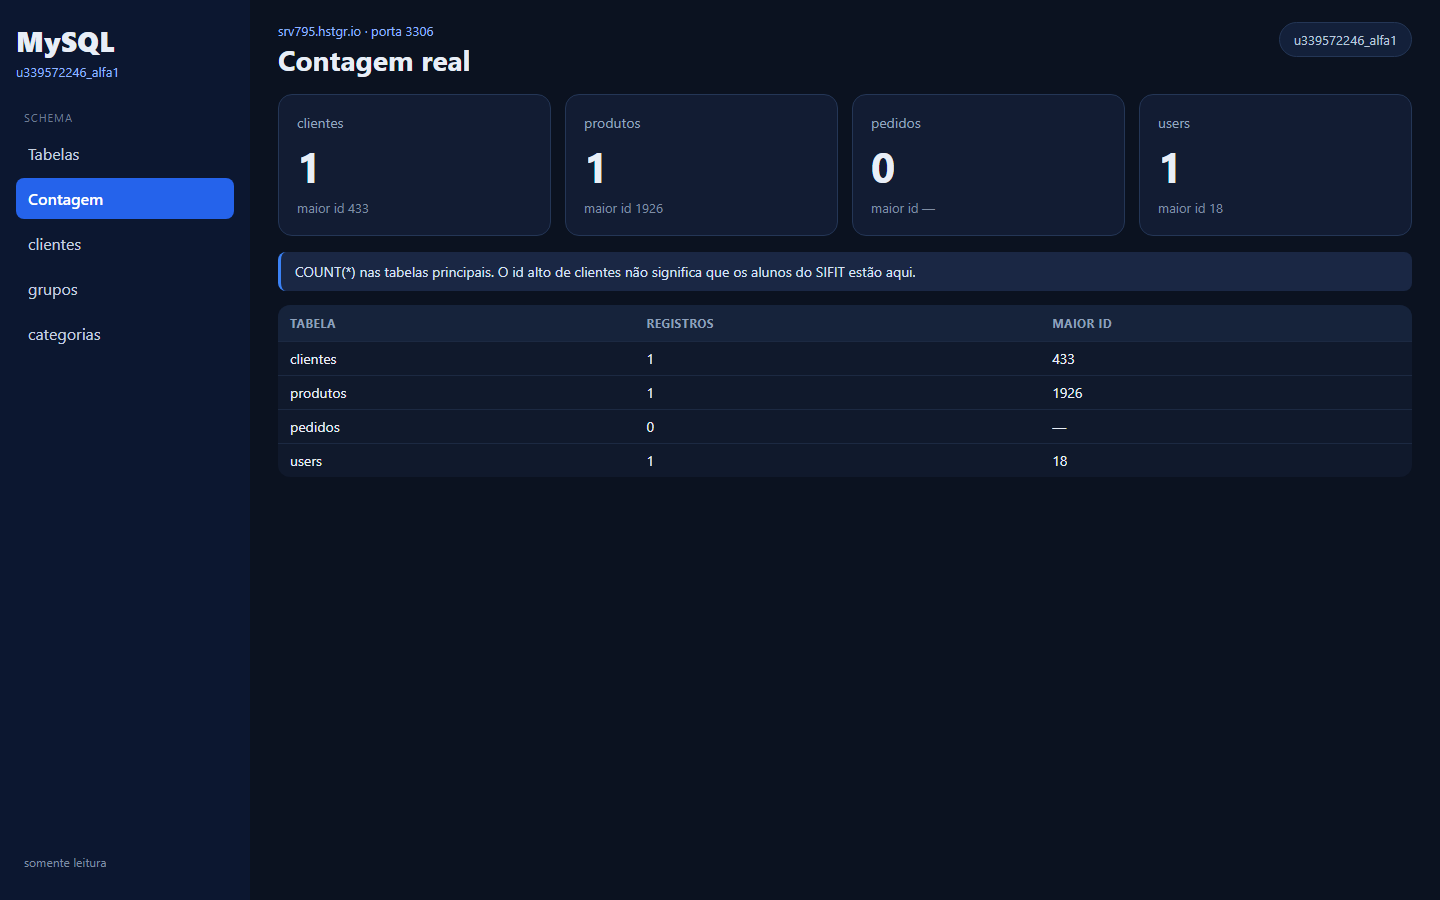 MySQL
u339572246_alfa1
SCHEMA
Tabelas
Contagem
clientes
grupos
categorias
somente leitura
srv795.hstgr.io · porta 3306
Contagem real
u339572246_alfa1
clientes
1
maior id 433
produtos
1
maior id 1926
pedidos
0
maior id —
users
1
maior id 18
COUNT(*) nas tabelas principais. O id alto de clientes não significa que os alunos do SIFIT estão aqui.
TABELA REGISTROS MAIOR ID
clientes 1 433
produtos 1 1926
pedidos 0 —
users 1 18